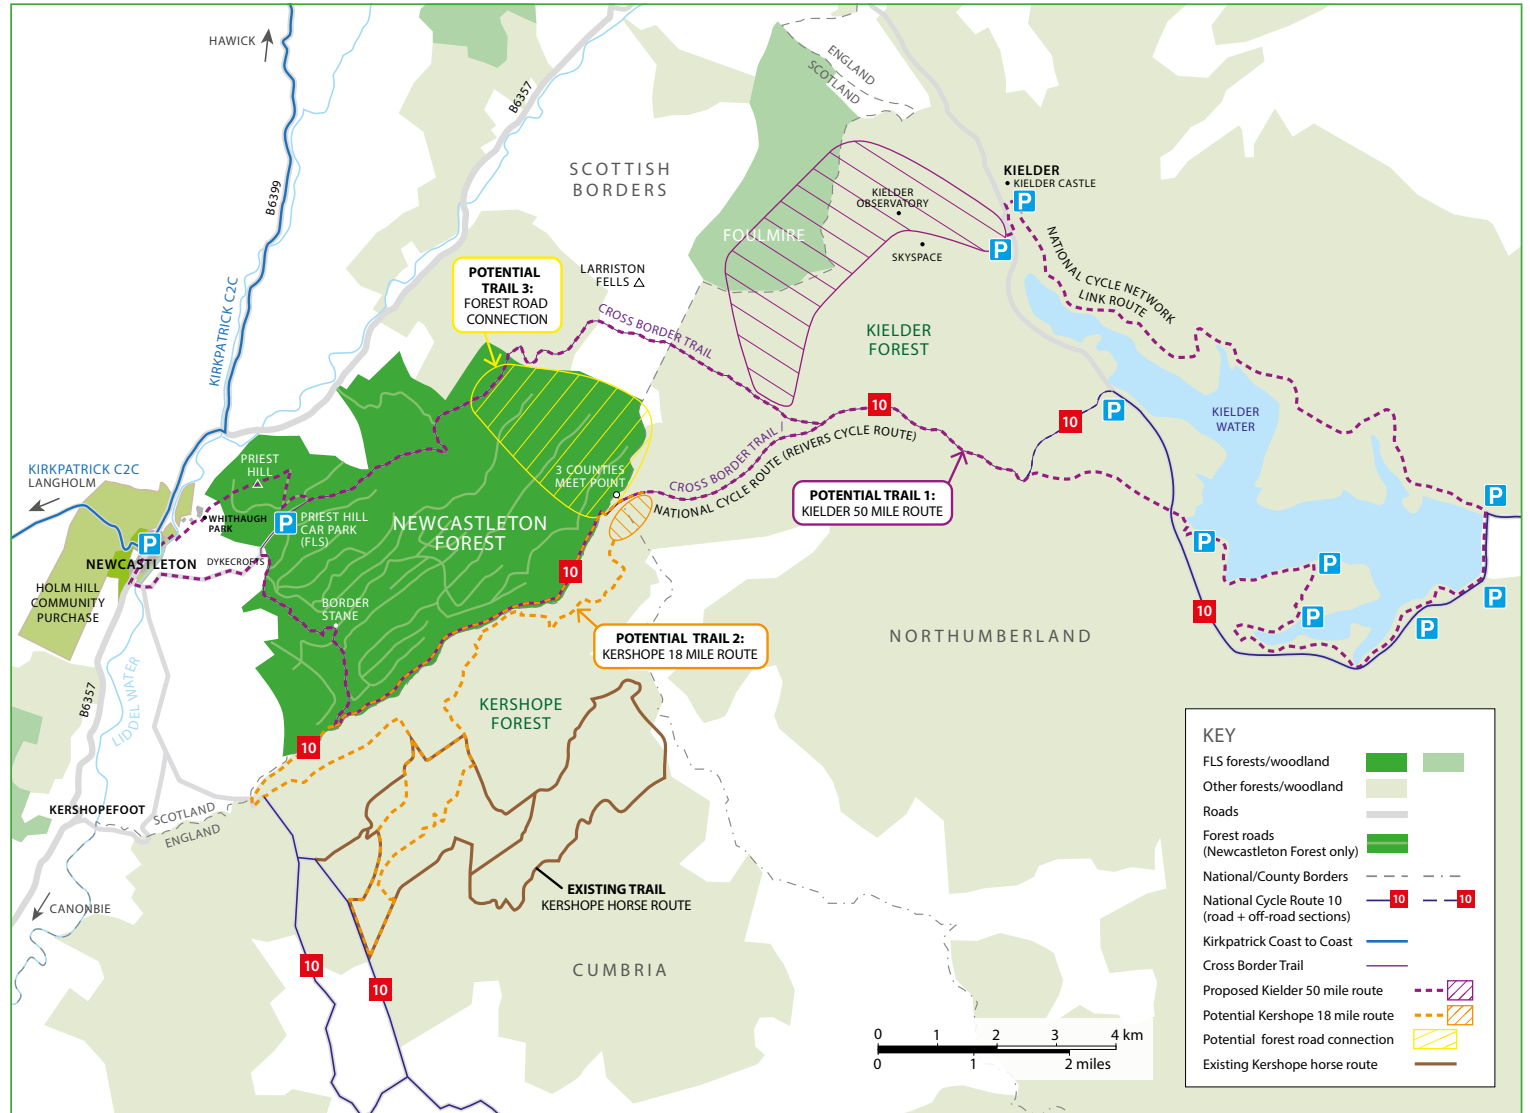 HAWICK
B6357
B6399
KIRKPATRICK C2C
SCOTTISH
BORDERS
ENGLAND
SCOTLAND
KIELDER
KIELDER CASTLE
P
KIELDER
OBSERVATORY
FOULMIRE
SKYSPACE
P
NATIONAL CYCLE NETWORK
LINK ROUTE
POTENTIAL
TRAIL 3:
FOREST ROAD
CONNECTION
LARRISTON
FELLS
CROSS BORDER TRAIL
KIELDER
FOREST
10
10
P
KIELDER
WATER
KIRKPATRICK C2C
LANGHOLM
PRIEST
HILL
3 COUNTIES
MEET POINT
CROSS BORDER TRAIL /
NATIONAL CYCLE ROUTE (REIVERS CYCLE ROUTE)
POTENTIAL TRAIL 1:
KIELDER 50 MILE ROUTE
P
WHITHAUGH
PARK
P
PRIEST HILL
CAR PARK
(FLS)
NEWCASTLETON
FOREST
P
NEWCASTLETON
DYKECROFTS
P
P
10
HOLM HILL
COMMUNITY
PURCHASE
BORDER
STANE
10
P
P
P
POTENTIAL TRAIL 2:
KERSHOPE 18 MILE ROUTE
NORTHUMBERLAND
B6357
LIDDEL WATER
KERSHOPE
FOREST
10
KERSHOPEFOOT
SCOTLAND
ENGLAND
CANONBIE
EXISTING TRAIL
KERSHOPE HORSE ROUTE
10
10
CUMBRIA
0 1 2 3 4 km
0 1 2 miles
KEY
FLS forests/woodland
Other forests/woodland
Roads
Forest roads
(Newcastleton Forest only)
National/County Borders
National Cycle Route 10 10 10
(road + off-road sections)
Kirkpatrick Coast to Coast
Cross Border Trail
Proposed Kielder 50 mile route
Potential Kershope 18 mile route
Potential forest road connection
Existing Kershope horse route